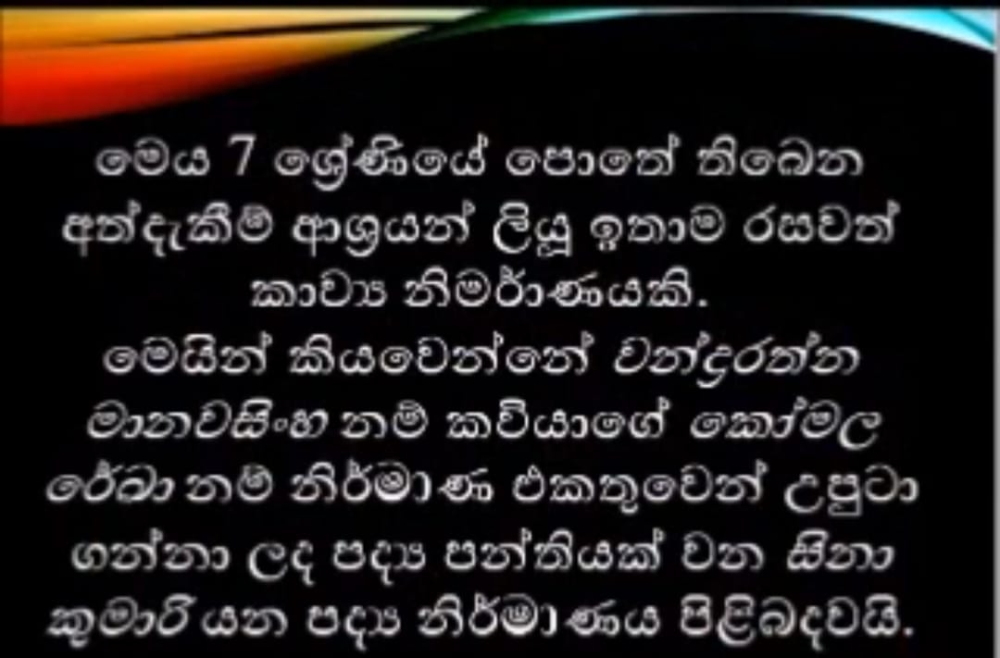 මෙය 7 ශ්‍රේණියේ පොතේ තිබෙන
අත්දැකීම් ආශ්‍රයන් ලියූ ඉතාම රසවත්
කාව්‍ය නිමර්ාණයකි.
මෙයින් කියවෙන්නේ චන්ද්‍රරත්න
මානවසිංහ නම් කවියාගේ කෝමල
රේඛා නම් නිර්මාණ එකතුවෙන් උපුටා
ගන්නා ලද පද්‍ය පන්තියක් වන සිනා
කුමාරි යන පද්‍ය නිර්මාණය පිළිබදවයි.